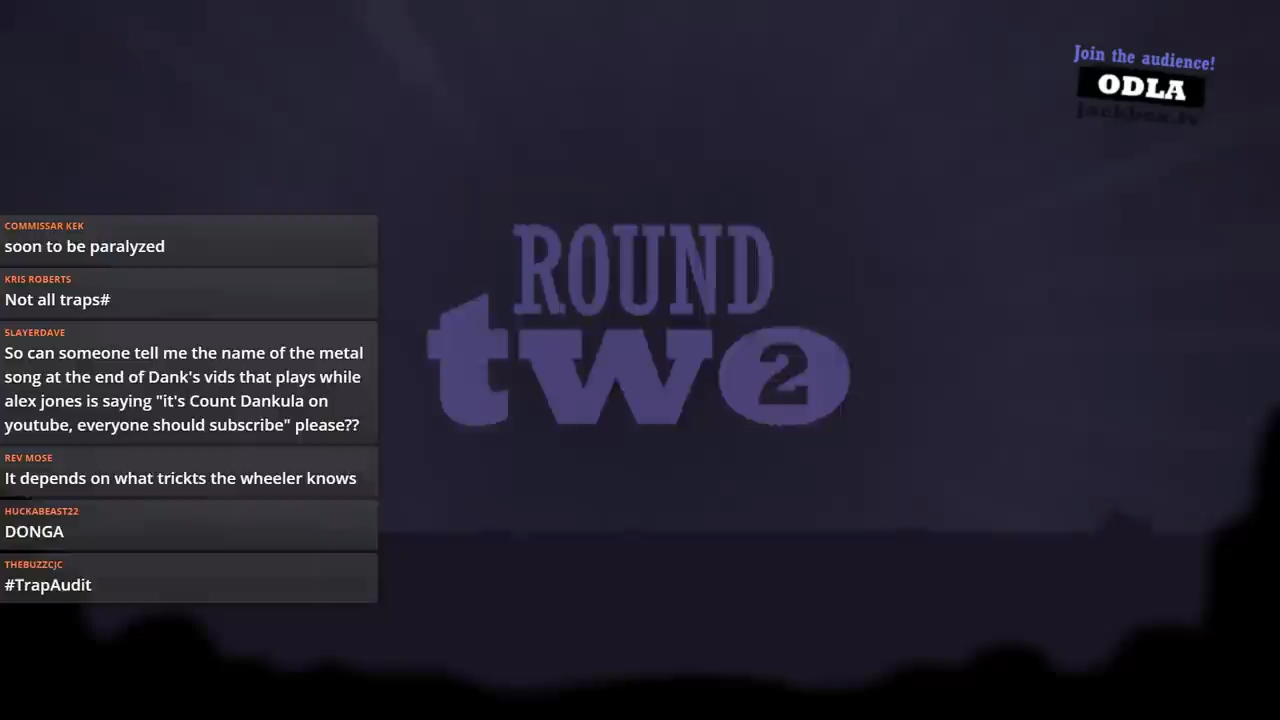 Join the audience!
ODLA
jackbox.tv
ROUND
two 2
COMMISSAR KEK
soon to be paralyzed
KRIS ROBERTS
Not all traps#
SLAYERDAVE
So can someone tell me the name of the metal
song at the end of Dank's vids that plays while
alex jones is saying "it's Count Dankula on
youtube, everyone should subscribe" please??
REV MOSE
It depends on what trickts the wheeler knows
HUCKABEAST22
DONGA
THEBUZZCJC
#TrapAudit